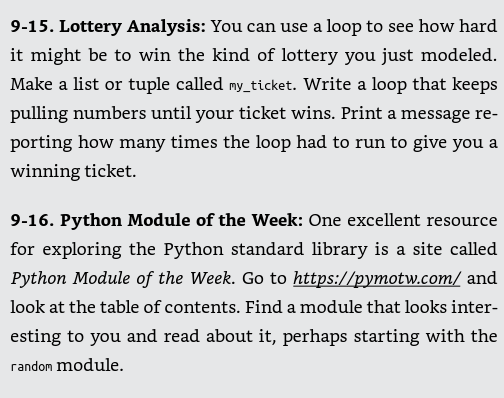 9-15. Lottery Analysis: You can use a loop to see how hard
it might be to win the kind of lottery you just modeled.
Make a list or tuple called my_ticket. Write a loop that keeps
pulling numbers until your ticket wins. Print a message re-
porting how many times the loop had to run to give you a
winning ticket.
9-16. Python Module of the Week: One excellent resource
for exploring the Python standard library is a site called
Python Module of the Week. Go to https://pymotw.com/ and
look at the table of contents. Find a module that looks inter-
esting to you and read about it, perhaps starting with the
random module.